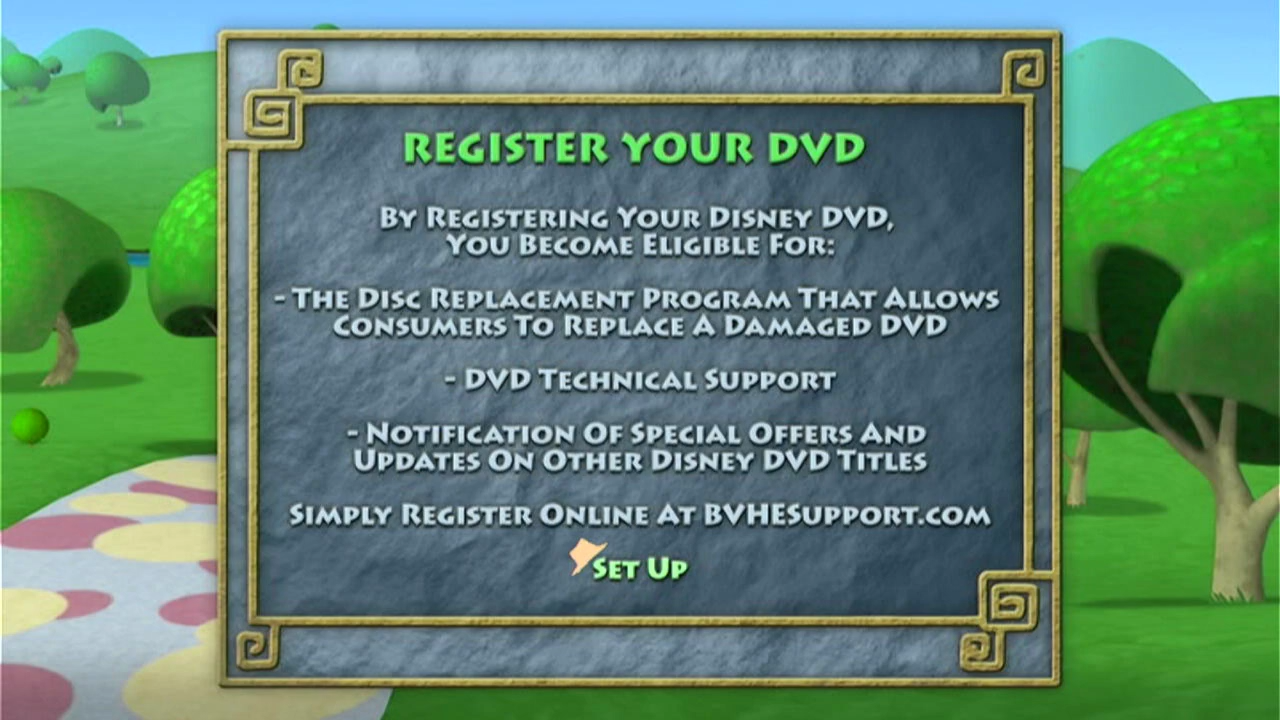 REGISTER YOUR DVD
BY REGISTERING YOUR DISNEY DVD,
YOU BECOME ELIGIBLE FOR:
- THE DISC REPLACEMENT PROGRAM THAT ALLOWS
CONSUMERS TO REPLACE A DAMAGED DVD
- DVD TECHNICAL SUPPORT
- NOTIFICATION OF SPECIAL OFFERS AND
UPDATES ON OTHER DISNEY DVD TITLES
SIMPLY REGISTER ONLINE AT BVHESUPPORT.COM
SET UP